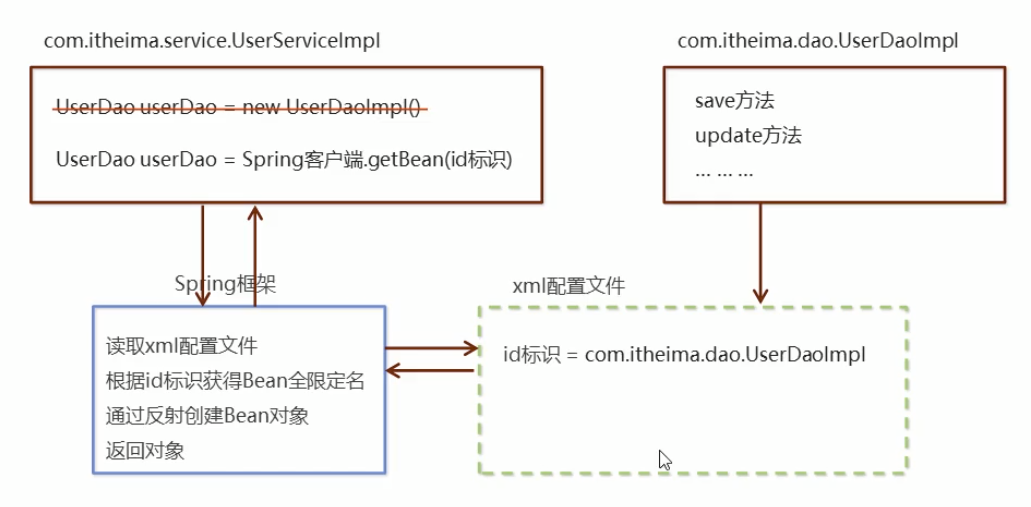 com.itheima.service.UserServiceImpl
UserDao userDao = new UserDaoImpl()
UserDao userDao = Spring客户端.getBean(id标识)
com.itheima.dao.UserDaoImpl
save方法
update方法
... ... ...
Spring框架
读取xml配置文件
根据id标识获得Bean全限定名
通过反射创建Bean对象
返回对象
xml配置文件
id标识 = com.itheima.dao.UserDaoImpl